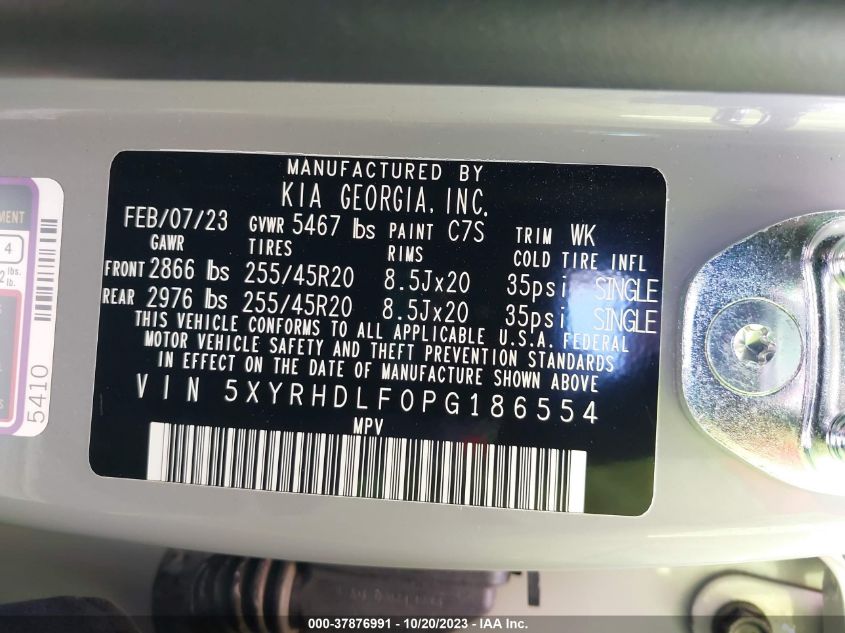 MANUFACTURED BY
KIA GEORGIA, INC.
FEB/07/23 GVWR 5467 lbs PAINT C7S TRIM WK
GAWR TIRES RIMS COLD TIRE INFL
FRONT 2866 lbs 255/45R20 8.5Jx20 35psi SINGLE
REAR 2976 lbs 255/45R20 8.5Jx20 35psi SINGLE
THIS VEHICLE CONFORMS TO ALL APPLICABLE U.S.A. FEDERAL
MOTOR VEHICLE SAFETY AND THEFT PREVENTION STANDARDS
IN EFFECT ON THE DATE OF MANUFACTURE SHOWN ABOVE
VIN 5XYRHDLF0PG186554
MPV
MENT
4
lbs.
5410
000-37876991 - 10/20/2023 - IAA Inc.